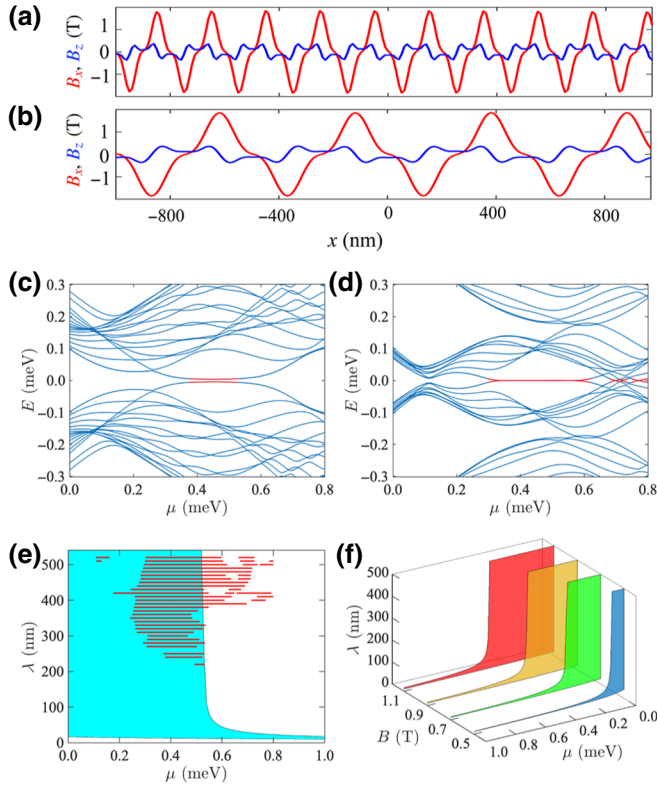 (a)
B_x, B_z (T)
1
0
−1
(b)
B_x, B_z (T)
1
0
−1
−800 −400 0 400 800
x (nm)
(c)
E (meV)
0.3
0.2
0.1
0.0
−0.1
−0.2
−0.3
0.0 0.2 0.4 0.6 0.8
μ (meV)
(d)
E (meV)
0.3
0.2
0.1
0.0
−0.1
−0.2
−0.3
0.0 0.2 0.4 0.6 0.8
μ (meV)
(e)
λ (nm)
500
400
300
200
100
0
0.0 0.2 0.4 0.6 0.8 1.0
μ (meV)
(f)
λ (nm)
500
400
300
200
100
0
1.1
0.9
0.7
0.5
B (T)
1.0 0.8 0.6 0.4 0.2 0.0
μ (meV)